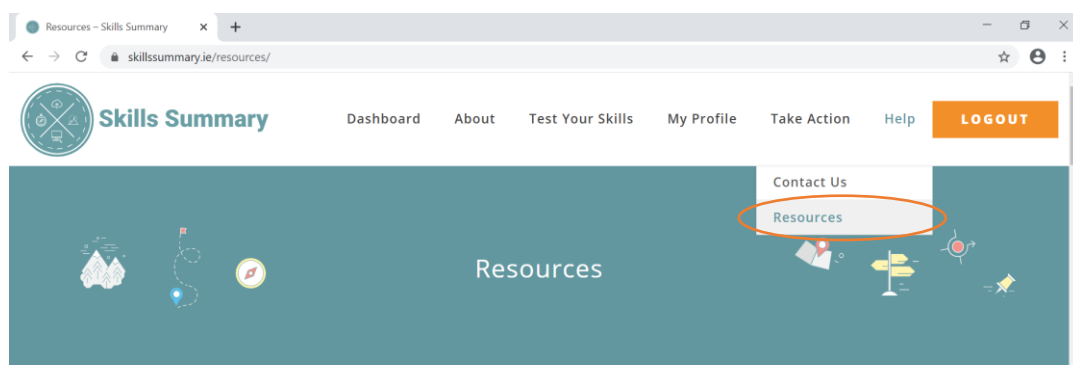 Resources – Skills Summary
skillssummary.ie/resources/
Skills Summary
Dashboard About Test Your Skills My Profile Take Action Help LOGOUT
Contact Us
Resources
Resources